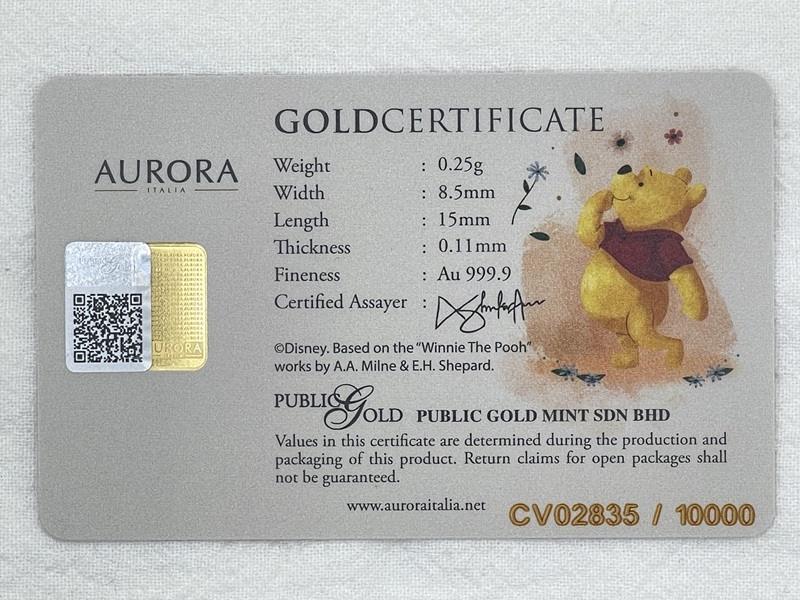 GOLDCERTIFICATE
AURORA
ITALIA
Weight : 0.25g
Width : 8.5mm
Length : 15mm
Thickness : 0.11mm
Fineness : Au 999.9
Certified Assayer :
AURORA
©Disney. Based on the “Winnie The Pooh”
works by A.A. Milne & E.H. Shepard.
PUBLIC GOLD PUBLIC GOLD MINT SDN BHD
Values in this certificate are determined during the production and
packaging of this product. Return claims for open packages shall
not be guaranteed.
www.auroraitalia.net
CV02835 / 10000